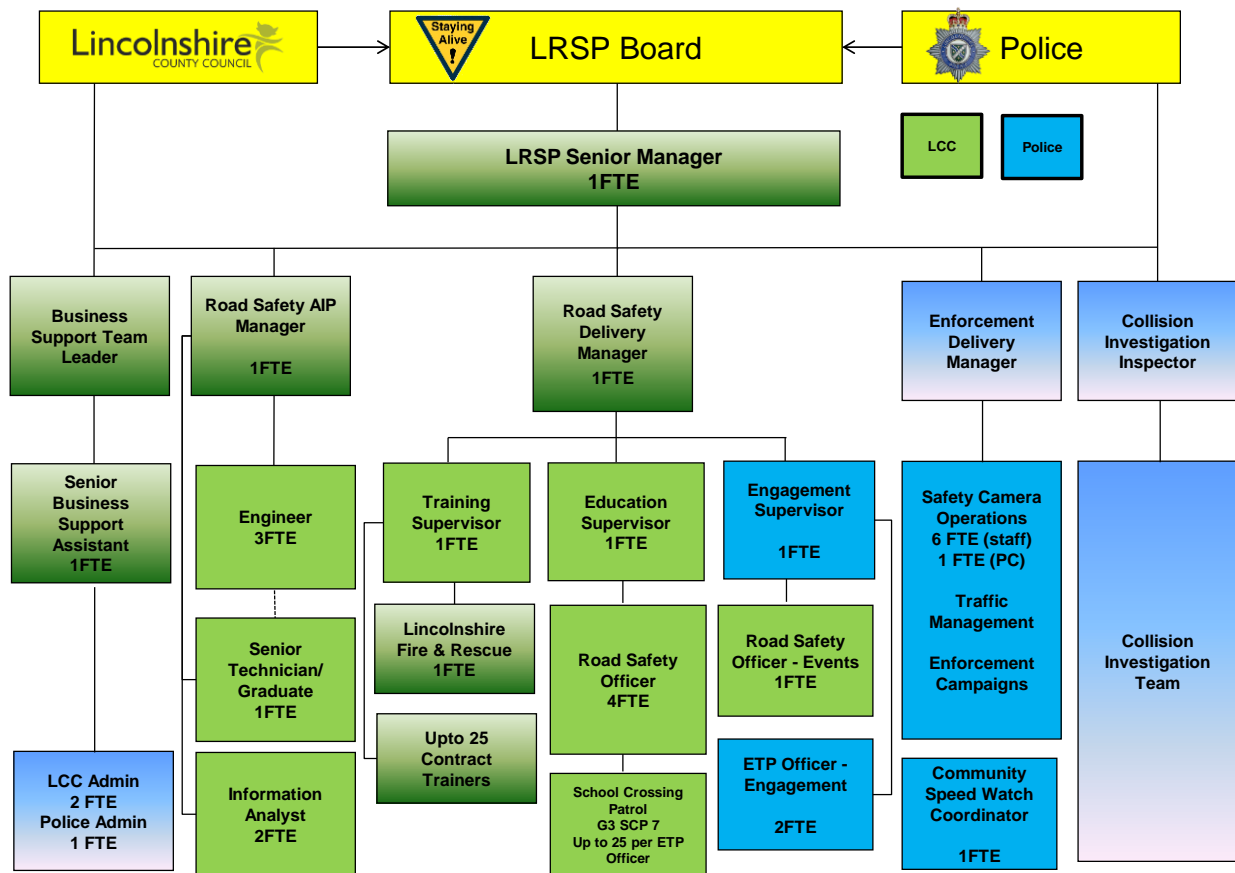 Lincolnshire
COUNTY COUNCIL
Staying
Alive
!
LRSP Board
Police
LCC
Police
LRSP Senior Manager
1FTE
Business
Support Team
Leader
Road Safety AIP
Manager
1FTE
Road Safety
Delivery
Manager
1FTE
Enforcement
Delivery
Manager
Collision
Investigation
Inspector
Senior
Business
Support
Assistant
1FTE
Engineer
3FTE
Training
Supervisor
1FTE
Education
Supervisor
1FTE
Engagement
Supervisor
1FTE
Safety Camera
Operations
6 FTE (staff)
1 FTE (PC)
Traffic
Management
Enforcement
Campaigns
Collision
Investigation
Team
Senior
Technician/
Graduate
1FTE
Lincolnshire
Fire & Rescue
1FTE
Road Safety
Officer
4FTE
Road Safety
Officer - Events
1FTE
LCC Admin
2 FTE
Police Admin
1 FTE
Information
Analyst
2FTE
Upto 25
Contract
Trainers
School Crossing
Patrol
G3 SCP 7
Up to 25 per ETP
Officer
ETP Officer -
Engagement
2FTE
Community
Speed Watch
Coordinator
1FTE